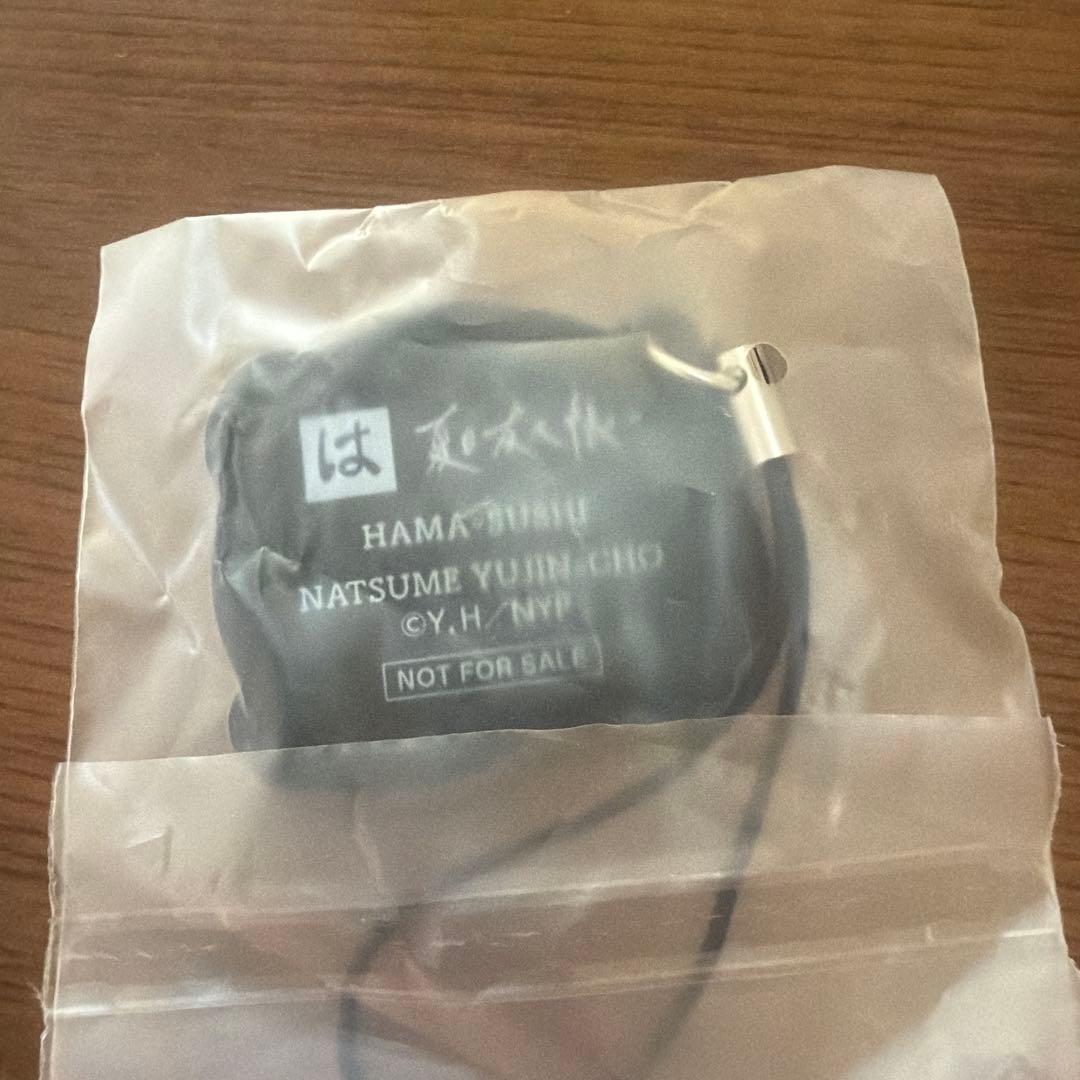 は 夏目友人帳
HAMA-SUSHI
NATSUME YUJIN-CHO
©Y.H/NYP
NOT FOR SALE